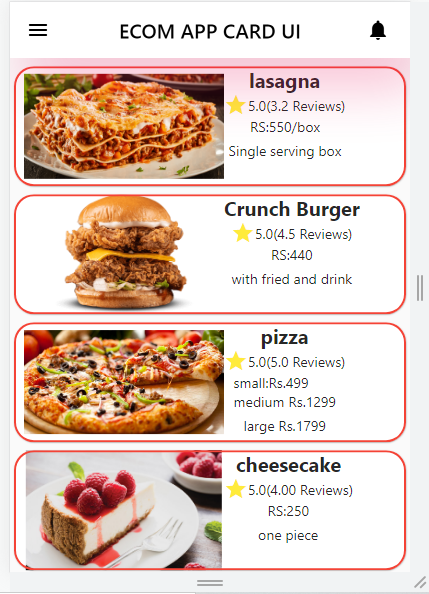 ECOM APP CARD UI
lasagna
5.0(3.2 Reviews)
RS:550/box
Single serving box
Crunch Burger
5.0(4.5 Reviews)
RS:440
with fried and drink
pizza
5.0(5.0 Reviews)
small:Rs.499
medium Rs.1299
large Rs.1799
cheesecake
5.0(4.00 Reviews)
RS:250
one piece